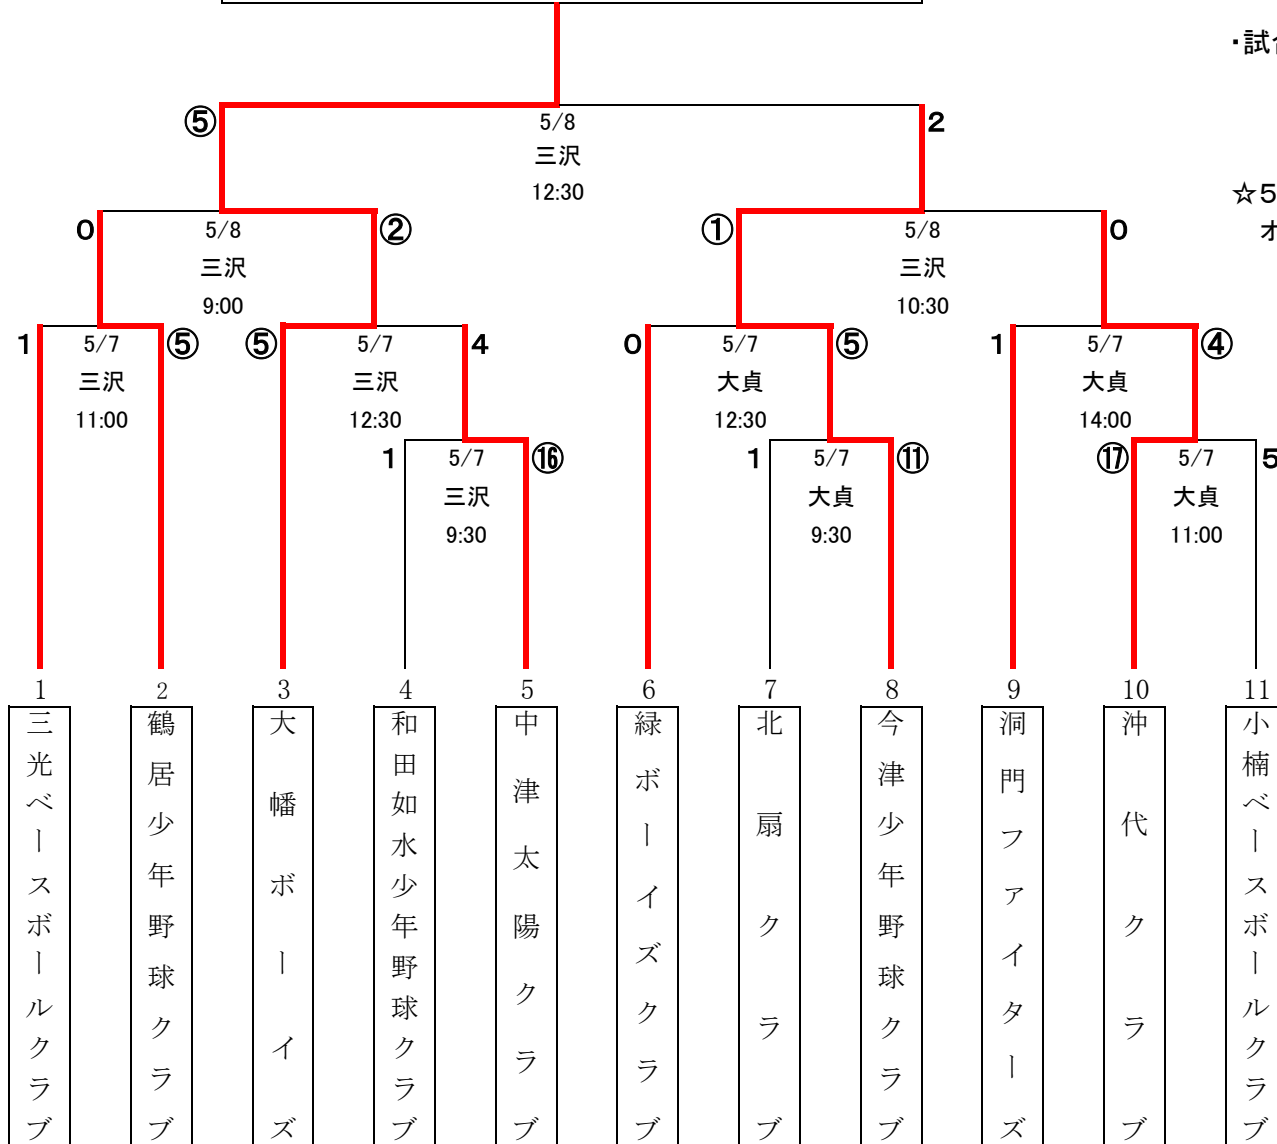 ・試合
⑤ 5/8 2
三沢
12:30
☆5
0 5/8 ② ① 5/8 0
三沢 三沢
9:00 10:30
1 5/7 ⑤ ⑤ 5/7 4 0 5/7 ⑤ 1 5/7 ④
三沢 三沢 大貞 大貞
11:00 12:30 12:30 14:00
1 5/7 ⑯ 1 5/7 ⑪ ⑰ 5/7 5
三沢 大貞 大貞
9:30 9:30 11:00
1 2 3 4 5 6 7 8 9 10 11
三光ベースボールクラブ
鶴居少年野球クラブ
大幡ボーイズ
和田如水少年野球クラブ
中津太陽クラブ
緑ボーイズクラブ
北扇クラブ
今津少年野球クラブ
洞門ファイターズ
沖代クラブ
小楠ベースボールクラブ